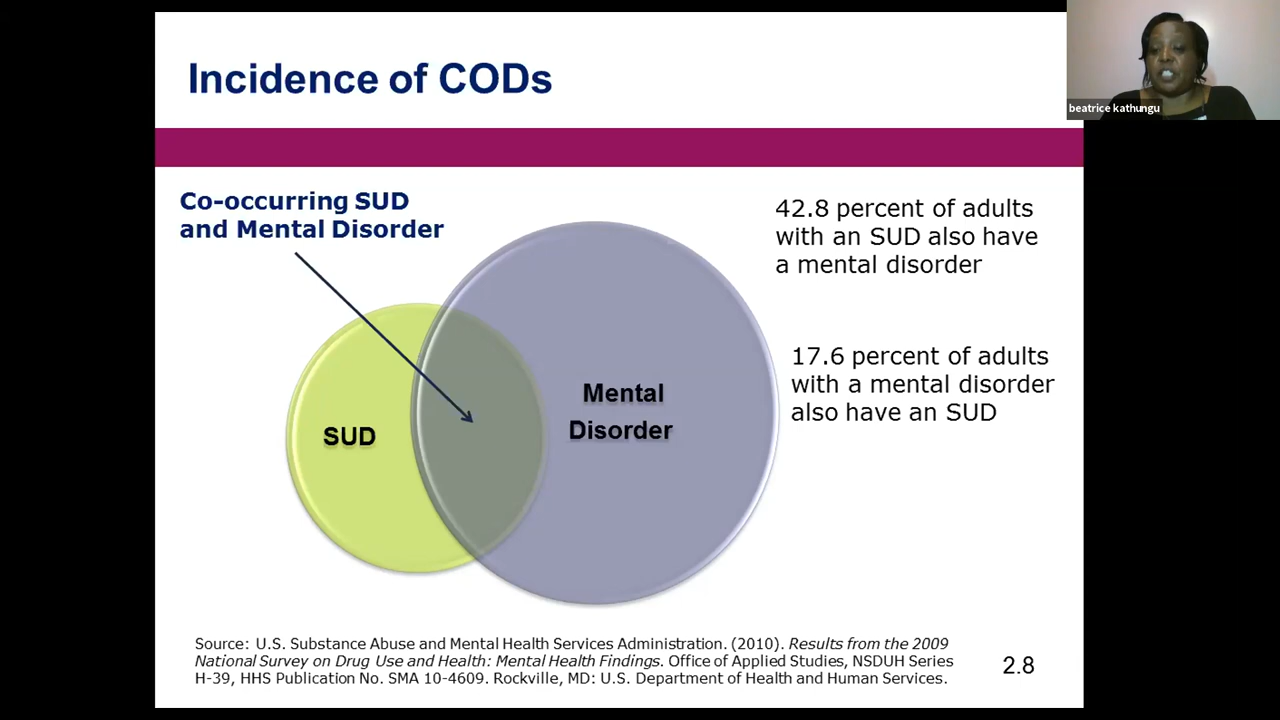 Incidence of CODs
beatrice kathungu
Co-occurring SUD
and Mental Disorder
42.8 percent of adults
with an SUD also have
a mental disorder
17.6 percent of adults
with a mental disorder
also have an SUD
SUD
Mental
Disorder
Source: U.S. Substance Abuse and Mental Health Services Administration. (2010). Results from the 2009
National Survey on Drug Use and Health: Mental Health Findings. Office of Applied Studies, NSDUH Series
H-39, HHS Publication No. SMA 10-4609. Rockville, MD: U.S. Department of Health and Human Services.
2.8